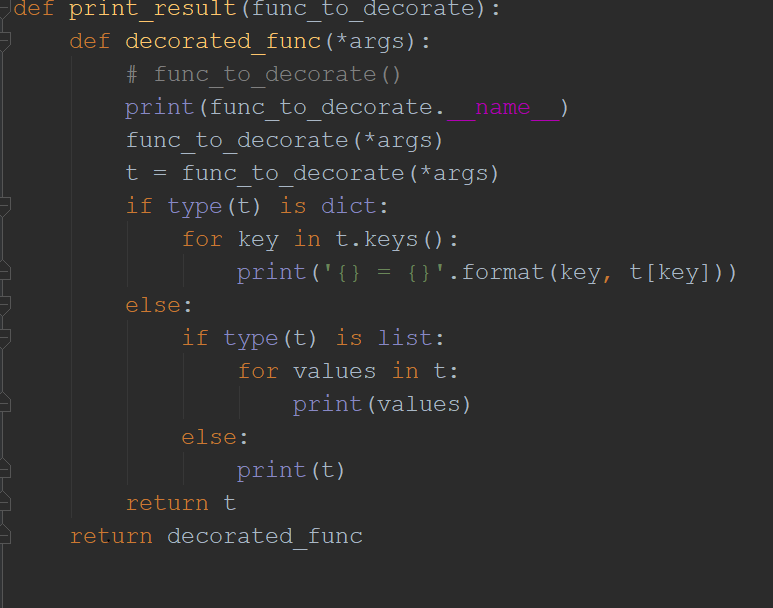 def print_result(func_to_decorate):
    def decorated_func(*args):
        # func_to_decorate()
        print(func_to_decorate.__name__)
        func_to_decorate(*args)
        t = func_to_decorate(*args)
        if type(t) is dict:
            for key in t.keys():
                print('{} = {}'.format(key, t[key]))
        else:
            if type(t) is list:
                for values in t:
                    print(values)
            else:
                print(t)
        return t
    return decorated_func